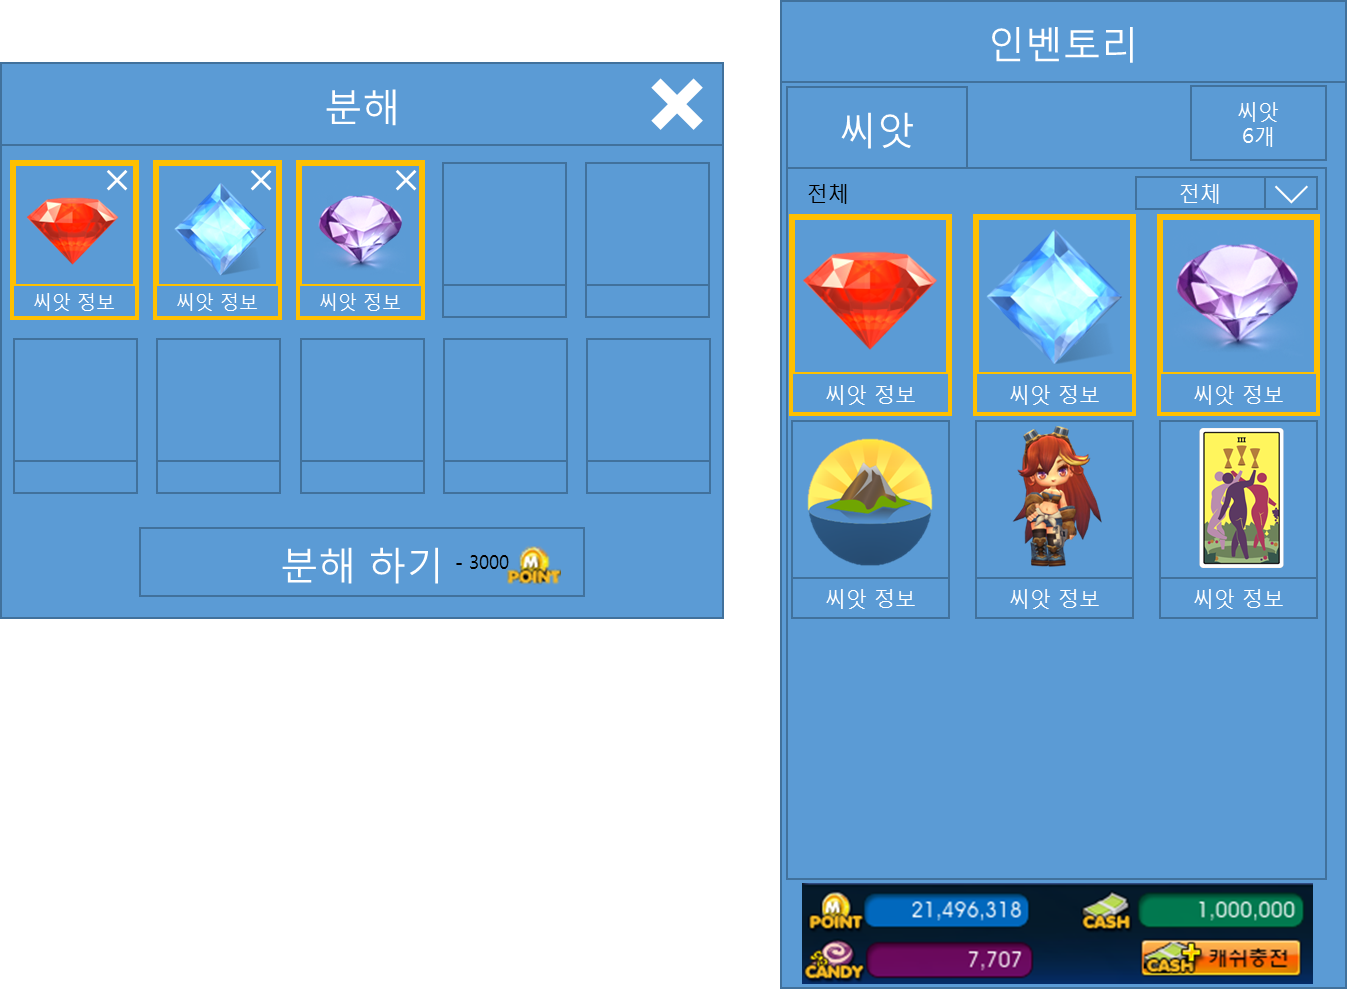 분해
씨앗 정보
씨앗 정보
씨앗 정보
분해 하기
- 3000
M
POINT
인벤토리
씨앗
씨앗
6개
전체
전체
씨앗 정보
씨앗 정보
씨앗 정보
III
씨앗 정보
씨앗 정보
씨앗 정보
M
POINT
21,496,318
CASH
1,000,000
CANDY
7,707
CASH+
캐쉬충전